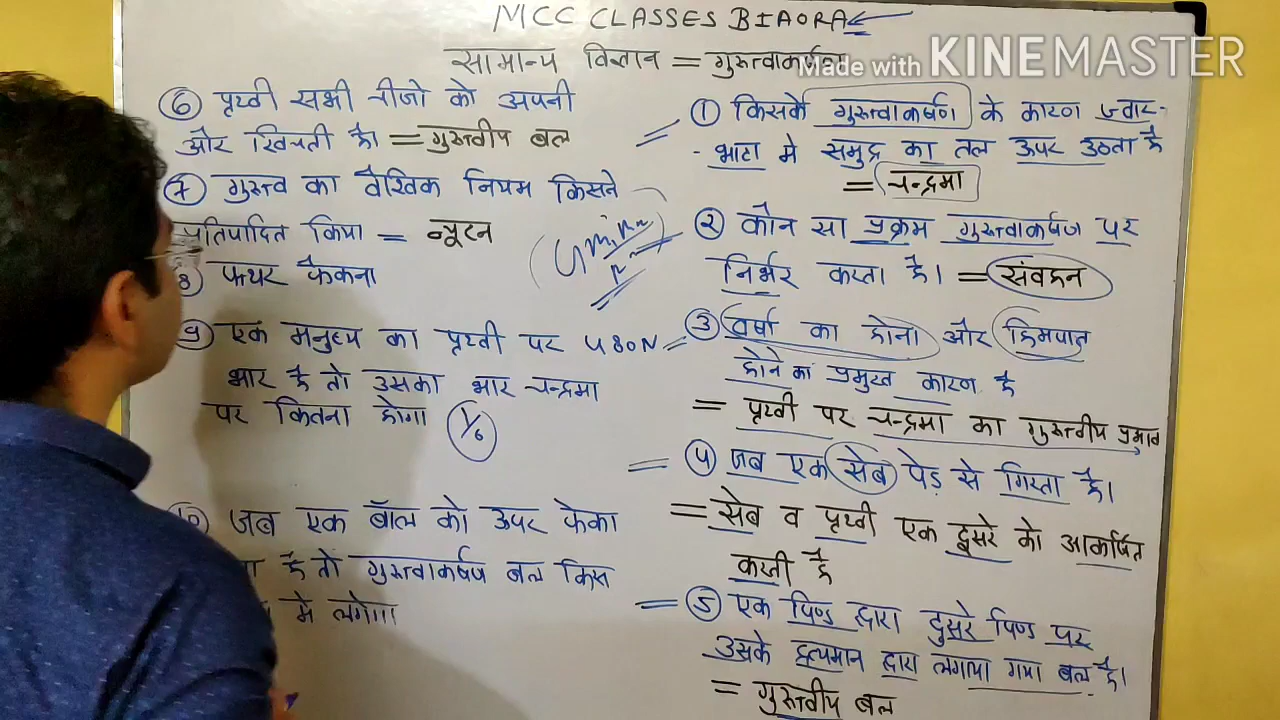 MCC CLASSES BIAORA
सामान्य विज्ञान = गुरुत्वाकर्षण
Made with KINEMASTER
① किसके गुरुत्वाकर्षण के कारण ज्वार-
- भाटा मे समुद्र का तल ऊपर उठता है
= चन्द्रमा
② कौन सा प्रक्रम गुरुत्वाकर्षण पर
निर्भर करता है। = संवहन
③ वर्षा का होना और हिमपात
होने का प्रमुख कारण है
= पृथ्वी पर चन्द्रमा का गुरुत्वीय प्रभाव
④ जब एक सेब पेड़ से गिरता है।
= सेब व पृथ्वी एक दूसरे को आकर्षित
करती है
⑤ एक पिण्ड द्वारा दुसरे पिण्ड पर
उसके द्रव्यमान द्वारा लगाया गया बल है।
= गुरुत्वीय बल
⑥ पृथ्वी सभी चीजो को अपनी
और खिचती है। = गुरुत्वीय बल
⑦ गुरुत्व का वैश्विक नियम किसने
प्रतिपादित किया = न्यूटन
8 पत्थर फैकना
9 एक मनुष्य का पृथ्वी पर 480N
भार है तो उसका भार चन्द्रमा
पर कितना होगा 1/6
10 जब एक बॉल को ऊपर फेका
है तो गुरुत्वाकर्षण बल किस
मे लगेगा